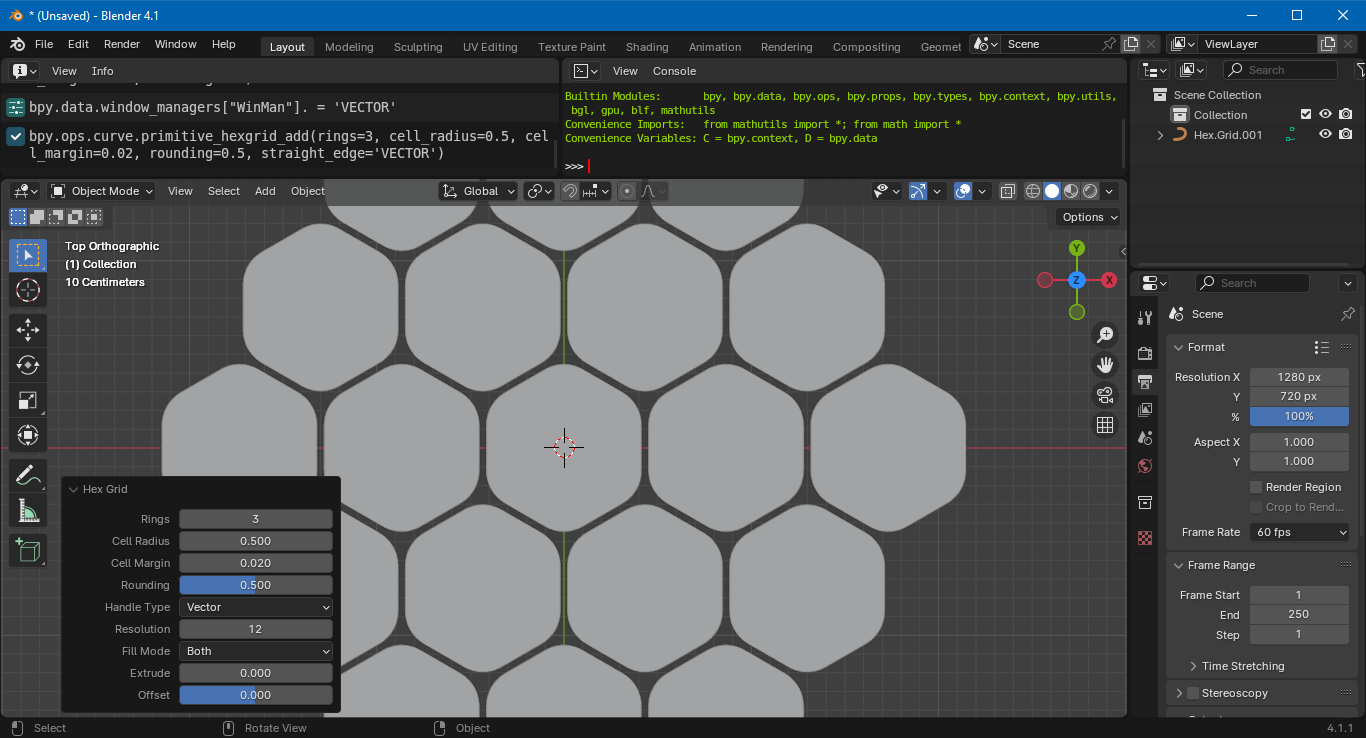 * (Unsaved) - Blender 4.1
File Edit Render Window Help
Layout Modeling Sculpting UV Editing Texture Paint Shading Animation Rendering Compositing Geomet
Scene
ViewLayer
View Info
bpy.data.window_managers["WinMan"]. = 'VECTOR'
bpy.ops.curve.primitive_hexgrid_add(rings=3, cell_radius=0.5, cel
l_margin=0.02, rounding=0.5, straight_edge='VECTOR')
View Console
Builtin Modules: bpy, bpy.data, bpy.ops, bpy.props, bpy.types, bpy.context, bpy.utils,
bgl, gpu, blf, mathutils
Convenience Imports: from mathutils import *; from math import *
Convenience Variables: C = bpy.context, D = bpy.data
>>>
Search
Scene Collection
Collection
Hex.Grid.001
Object Mode View Select Add Object Global
Options
Top Orthographic
(1) Collection
10 Centimeters
Y
Z
X
Hex Grid
Rings 3
Cell Radius 0.500
Cell Margin 0.020
Rounding 0.500
Handle Type Vector
Resolution 12
Fill Mode Both
Extrude 0.000
Offset 0.000
Search
Scene
Format
Resolution X 1280 px
Y 720 px
% 100%
Aspect X 1.000
Y 1.000
Render Region
Crop to Rend...
Frame Rate 60 fps
Frame Range
Frame Start 1
End 250
Step 1
Time Stretching
Stereoscopy
Select Rotate View Object 4.1.1